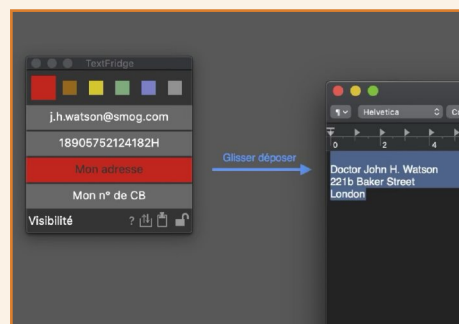 TextFridge
j.h.watson@smog.com
18905752124182H
Mon adresse
Mon n° de CB
Visibilité ?
Glisser déposer
¶ Helvetica
0 2 4
Doctor John H. Watson
221b Baker Street
London